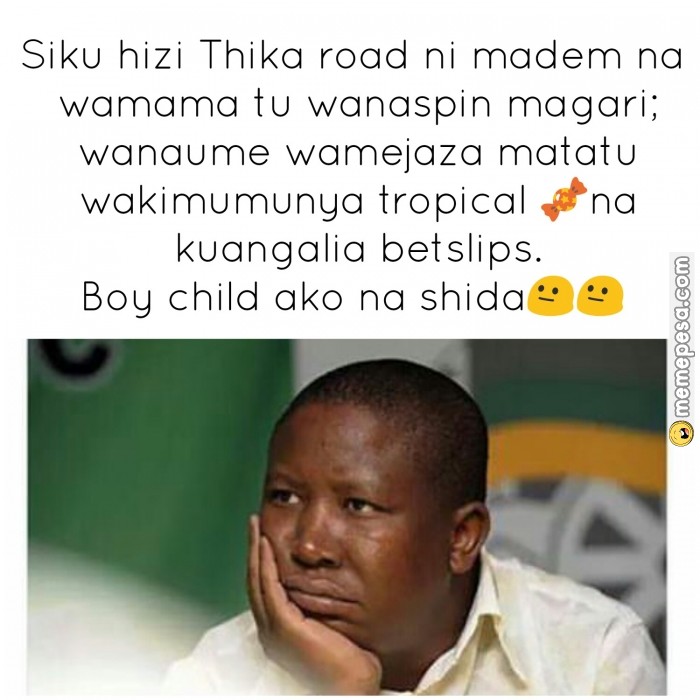 Siku hizi Thika road ni madem na
wamama tu wanaspin magari;
wanaume wamejaza matatu
wakimumunya tropical 🍬na
kuangalia betslips.
Boy child ako na shida😐😐
memepesa.com